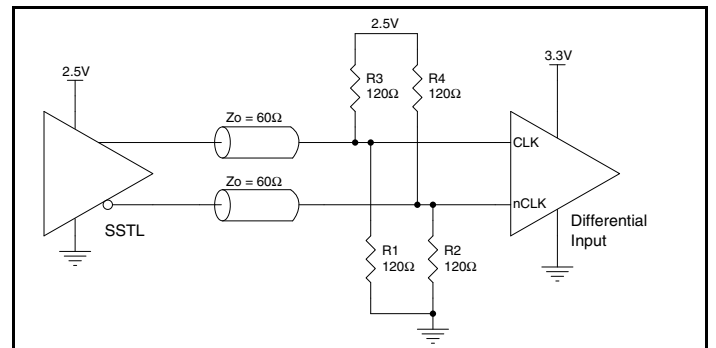 2.5V
3.3V
2.5V
R3
120Ω
R4
120Ω
Zo = 60Ω
CLK
Zo = 60Ω
nCLK
SSTL
Differential
Input
R1
120Ω
R2
120Ω